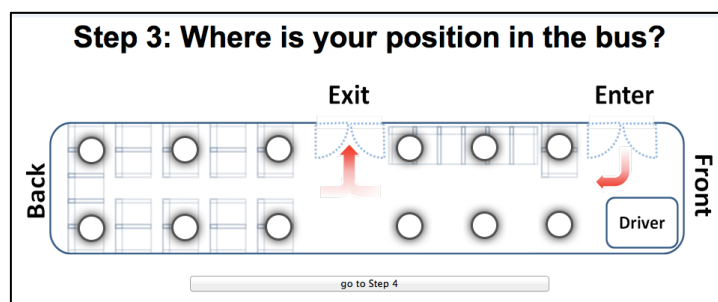 Step 3: Where is your position in the bus?
Exit
Enter
Back
Front
Driver
go to Step 4